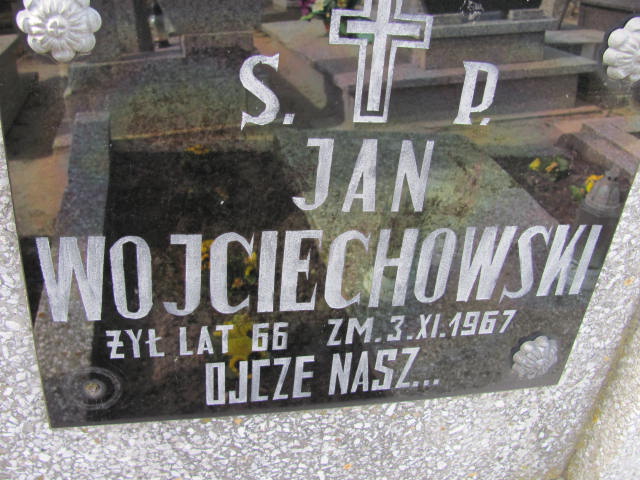 S. P.
JAN
WOJCIECHOWSKI
ŻYŁ LAT 66 ZM. 3.XI.1967
OJCZE NASZ...